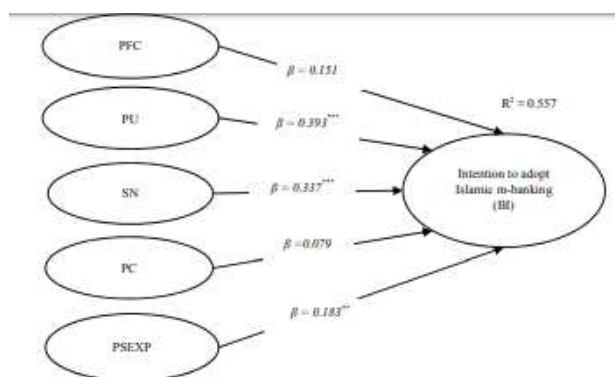 PFC
β = 0.151
R² = 0.557
PU
β = 0.393***
SN
β = 0.337***
Intention to adopt
Islamic m-banking
(BI)
PC
β =0.079
β = 0.183**
PSEXP